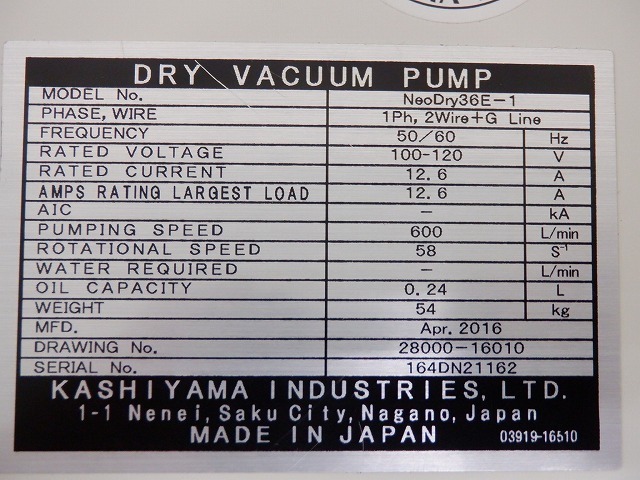 DRY VACUUM PUMP
MODEL No. NeoDry36E-1
PHASE, WIRE 1Ph, 2Wire+G Line
FREQUENCY 50/60 Hz
RATED VOLTAGE 100-120 V
RATED CURRENT 12.6 A
AMPS RATING LARGEST LOAD 12.6 A
AIC - kA
PUMPING SPEED 600 L/min
ROTATIONAL SPEED 58 S⁻¹
WATER REQUIRED - L/min
OIL CAPACITY 0.24 L
WEIGHT 54 kg
MFD. Apr. 2016
DRAWING No. 28000-16010
SERIAL No. 164DN21162
KASHIYAMA INDUSTRIES, LTD.
1-1 Nenei, Saku City, Nagano, Japan
MADE IN JAPAN 03919-16510